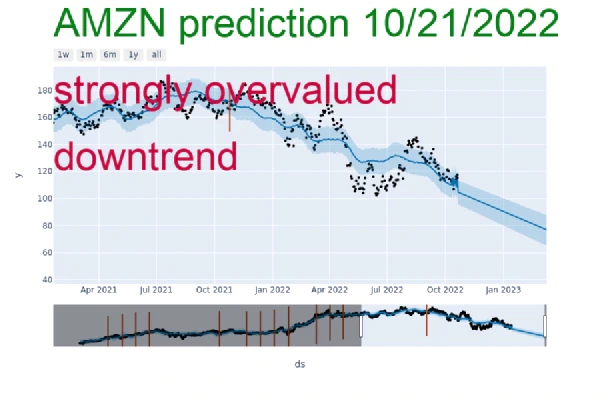 AMZN prediction 10/21/2022
1w 1m 6m 1y all
strongly overvalued
downtrend
180
160
140
120
100
80
60
40
y
Apr 2021 Jul 2021 Oct 2021 Jan 2022 Apr 2022 Jul 2022 Oct 2022 Jan 2023
ds